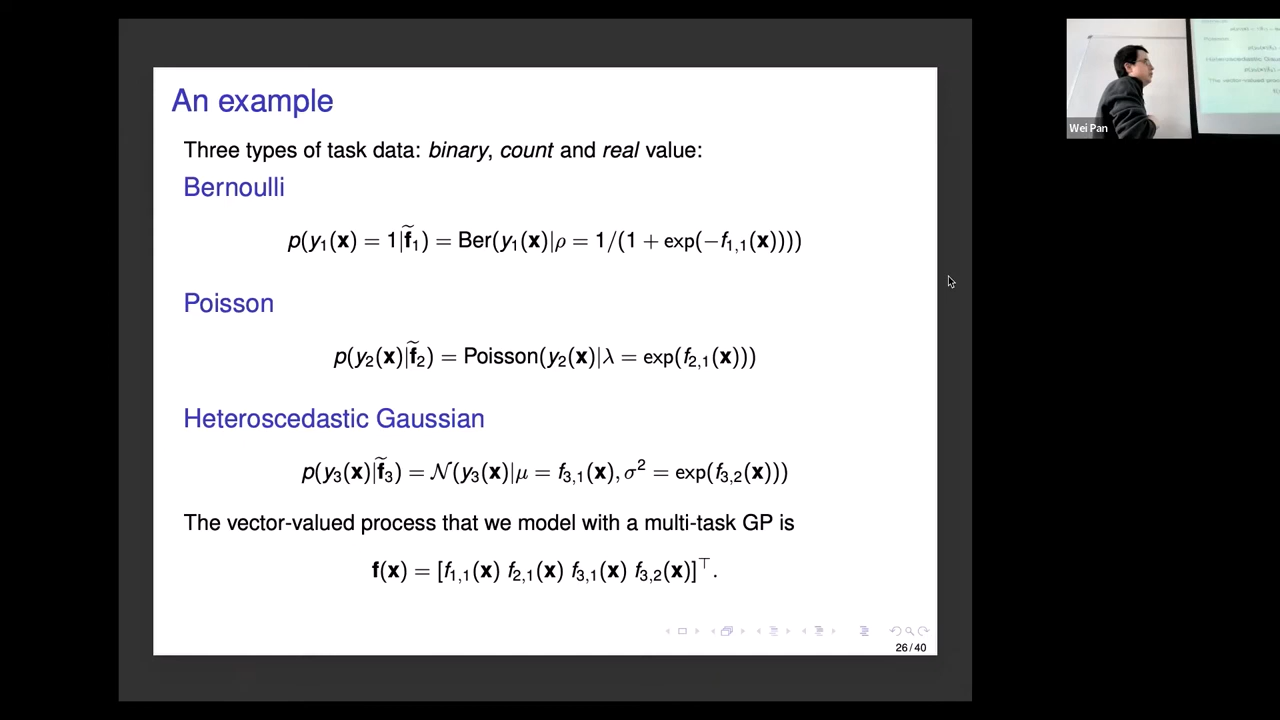 An example
Three types of task data: binary, count and real value:
Bernoulli
p(y₁(x) = 1|f̃₁) = Ber(y₁(x)|ρ = 1/(1 + exp(−f₁,₁(x))))
Poisson
p(y₂(x)|f̃₂) = Poisson(y₂(x)|λ = exp(f₂,₁(x)))
Heteroscedastic Gaussian
p(y₃(x)|f̃₃) = 𝒩(y₃(x)|μ = f₃,₁(x), σ² = exp(f₃,₂(x)))
The vector-valued process that we model with a multi-task GP is
f(x) = [f₁,₁(x) f₂,₁(x) f₃,₁(x) f₃,₂(x)]⊤.
26/40
Wei Pan